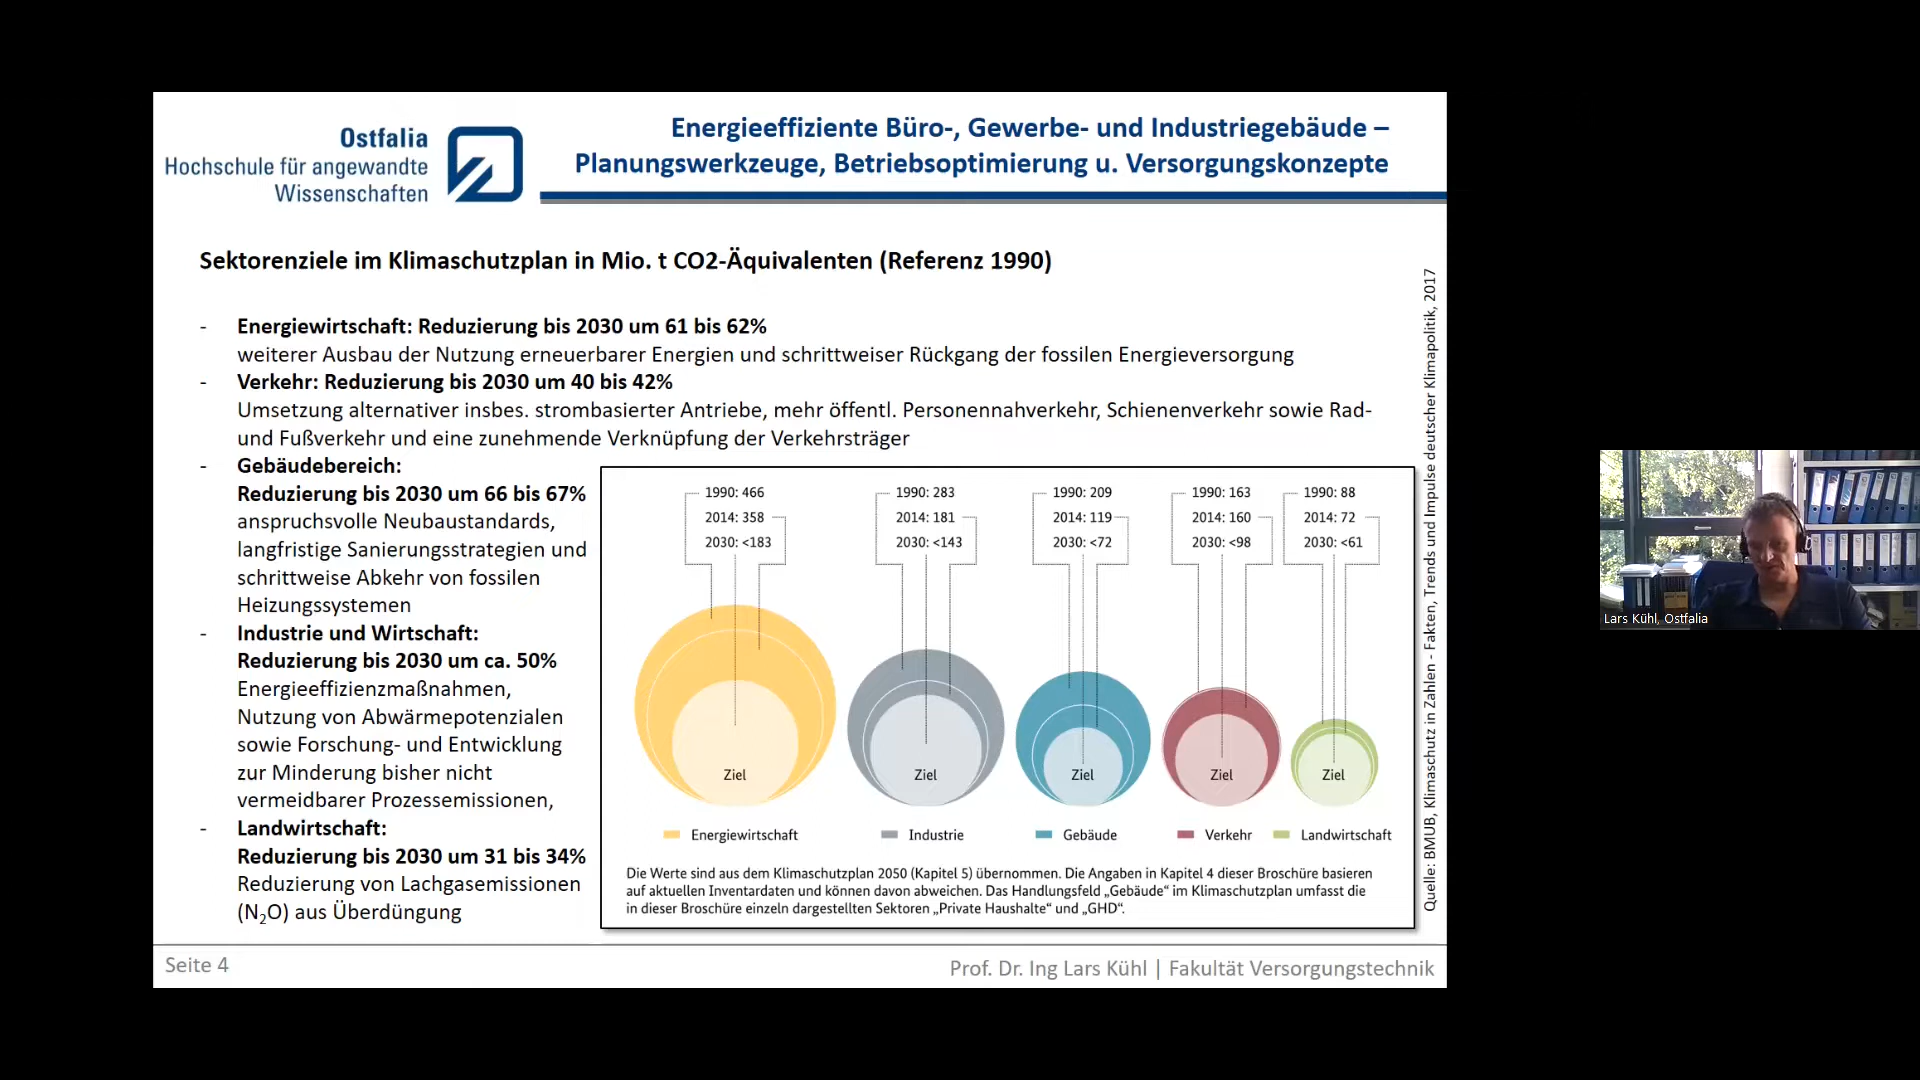 Ostfalia
Hochschule für angewandte
Wissenschaften
Energieeffiziente Büro-, Gewerbe- und Industriegebäude –
Planungswerkzeuge, Betriebsoptimierung u. Versorgungskonzepte
Sektorenziele im Klimaschutzplan in Mio. t CO2-Äquivalenten (Referenz 1990)
- Energiewirtschaft: Reduzierung bis 2030 um 61 bis 62%
weiterer Ausbau der Nutzung erneuerbarer Energien und schrittweiser Rückgang der fossilen Energieversorgung
- Verkehr: Reduzierung bis 2030 um 40 bis 42%
Umsetzung alternativer insbes. strombasierter Antriebe, mehr öffentl. Personennahverkehr, Schienenverkehr sowie Rad-
und Fußverkehr und eine zunehmende Verknüpfung der Verkehrsträger
- Gebäudebereich:
Reduzierung bis 2030 um 66 bis 67%
anspruchsvolle Neubaustandards,
langfristige Sanierungsstrategien und
schrittweise Abkehr von fossilen
Heizungssystemen
- Industrie und Wirtschaft:
Reduzierung bis 2030 um ca. 50%
Energieeffizienzmaßnahmen,
Nutzung von Abwärmepotenzialen
sowie Forschung- und Entwicklung
zur Minderung bisher nicht
vermeidbarer Prozessemissionen,
- Landwirtschaft:
Reduzierung bis 2030 um 31 bis 34%
Reduzierung von Lachgasemissionen
(N2O) aus Überdüngung
1990: 466
2014: 358
2030: <183
1990: 283
2014: 181
2030: <143
1990: 209
2014: 119
2030: <72
1990: 163
2014: 160
2030: <98
1990: 88
2014: 72
2030: <61
Ziel
Ziel
Ziel
Ziel
Ziel
Energiewirtschaft
Industrie
Gebäude
Verkehr
Landwirtschaft
Die Werte sind aus dem Klimaschutzplan 2050 (Kapitel 5) übernommen. Die Angaben in Kapitel 4 dieser Broschüre basieren
auf aktuellen Inventardaten und können davon abweichen. Das Handlungsfeld „Gebäude“ im Klimaschutzplan umfasst die
in dieser Broschüre einzeln dargestellten Sektoren „Private Haushalte“ und „GHD“.
Quelle: BMUB, Klimaschutz in Zahlen - Fakten, Trends und Impulse deutscher Klimapolitik, 2017
Seite 4
Prof. Dr. Ing Lars Kühl | Fakultät Versorgungstechnik
Lars Kühl, Ostfalia